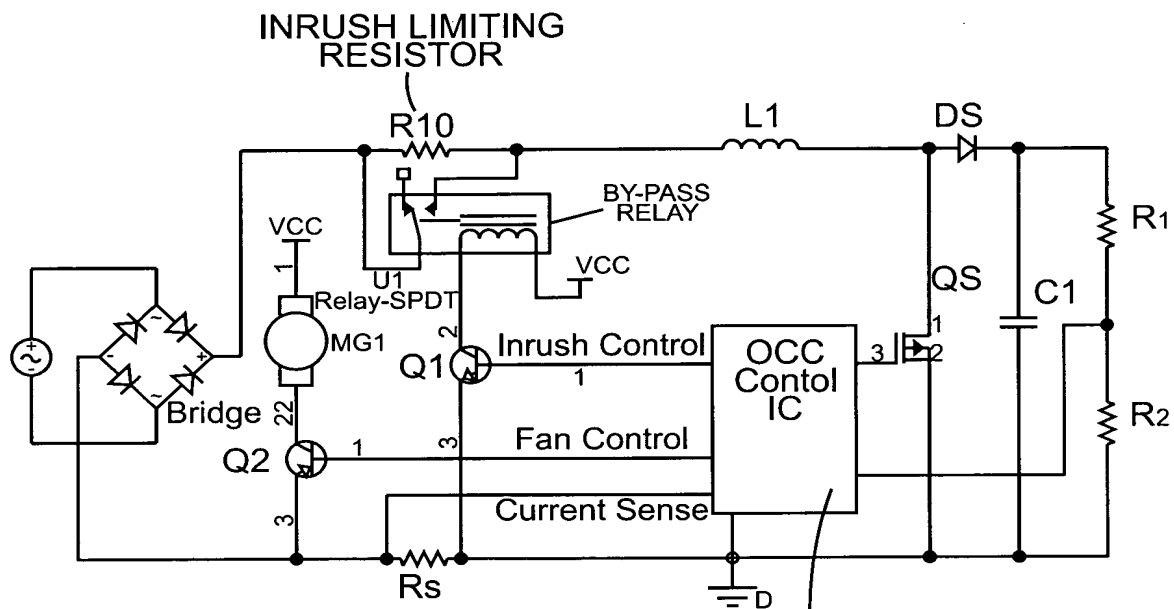 INRUSH LIMITING
RESISTOR
R10
L1
DS
BY-PASS
RELAY
VCC
1
U1
Relay-SPDT
VCC
R1
QS
C1
MG1
2
Q1
Inrush Control
1
OCC
Contol
IC
3
1
2
~
~
-
+
Bridge
22
Q2
1
3
Fan Control
R2
3
Current Sense
Rs
D